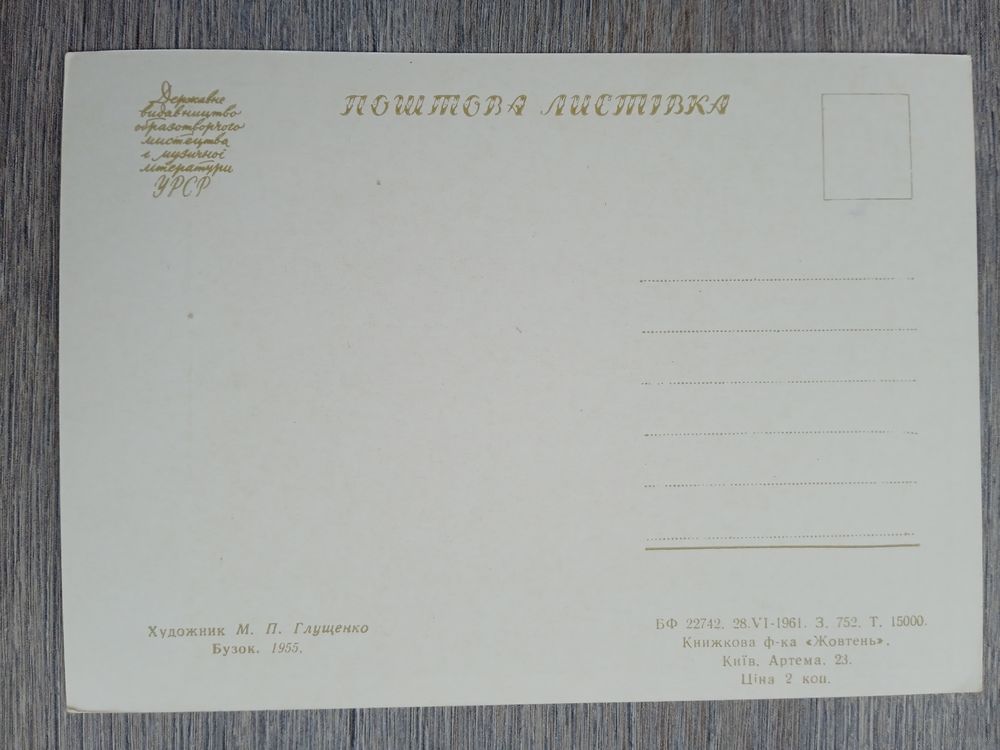 Державне
видавництво
образотворчого
мистецтва
і музичної
літератури
УРСР
ПОШТОВА ЛИСТІВКА
Художник М. П. Глущенко
Бузок. 1955.
БФ 22742. 28.VI-1961. З. 752. Т. 15000.
Книжкова ф-ка «Жовтень».
Київ, Артема, 23.
Ціна 2 коп.